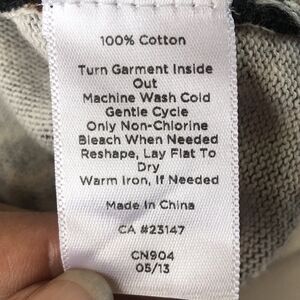 100% Cotton
Turn Garment Inside
Out
Machine Wash Cold
Gentle Cycle
Only Non-Chlorine
Bleach When Needed
Reshape, Lay Flat To
Dry
Warm Iron, If Needed
Made In China
CA #23147
CN904
05/13